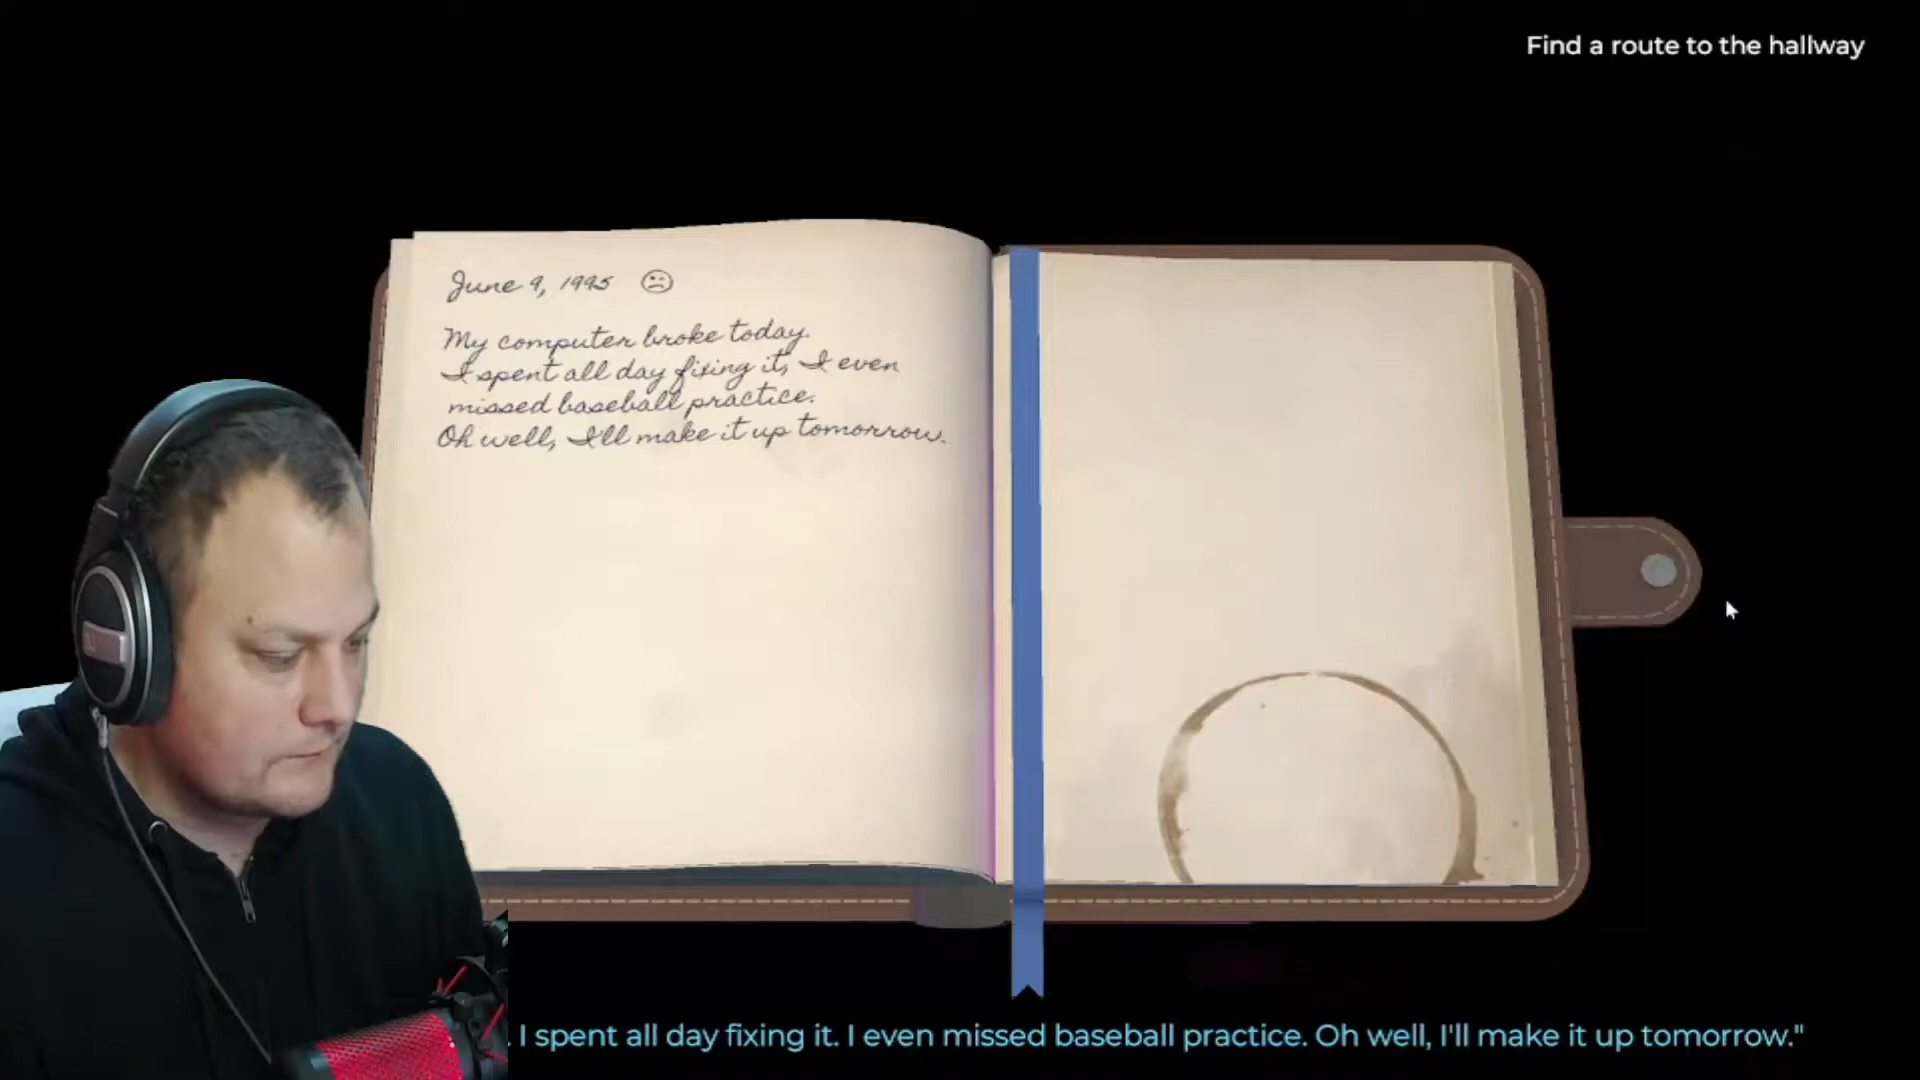 Find a route to the hallway
June 9, 1995
My computer broke today.
I spent all day fixing it, I even
missed baseball practice.
Oh well, I'll make it up tomorrow.
. I spent all day fixing it. I even missed baseball practice. Oh well, I'll make it up tomorrow."